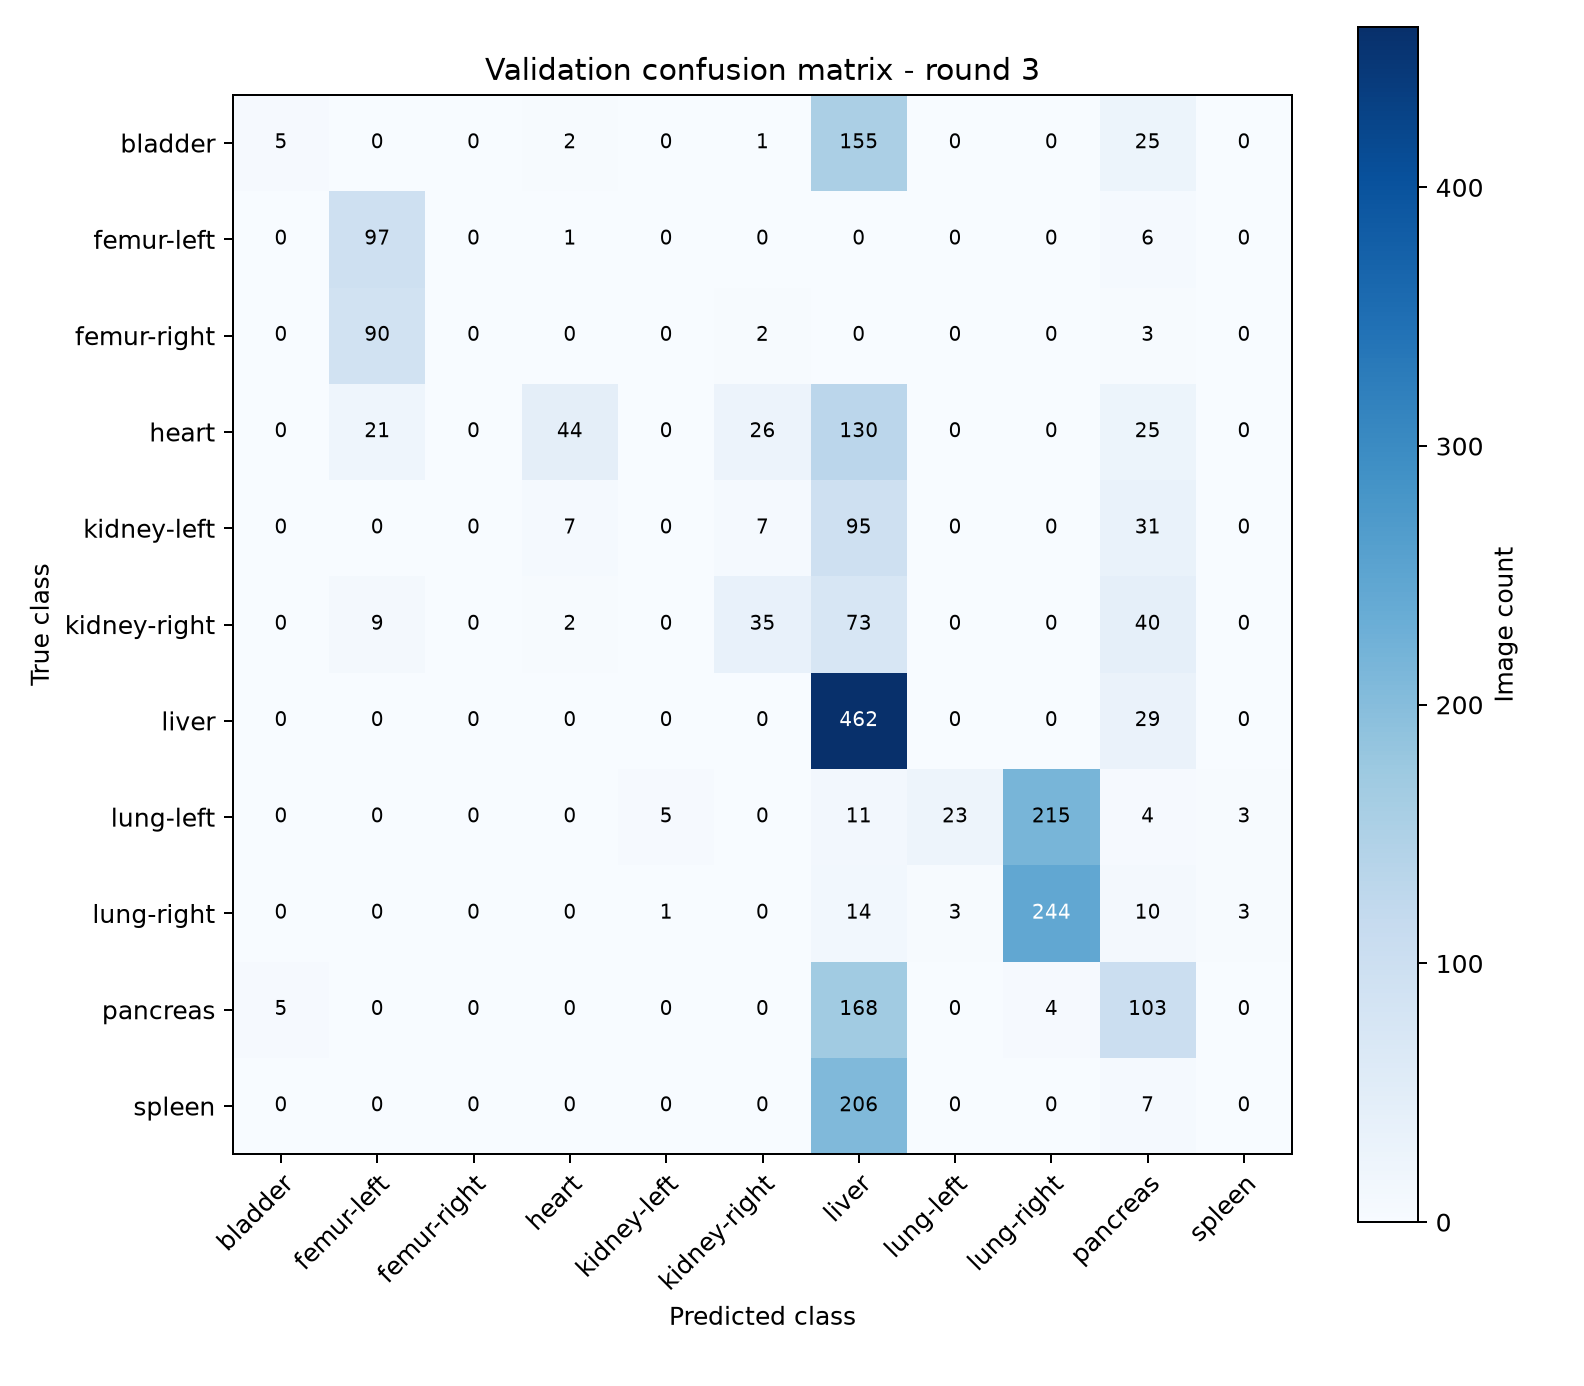 Validation confusion matrix - round 3
bladder 5 0 0 2 0 1 155 0 0 25 0
femur-left 0 97 0 1 0 0 0 0 0 6 0
femur-right 0 90 0 0 0 2 0 0 0 3 0
heart 0 21 0 44 0 26 130 0 0 25 0
kidney-left 0 0 0 7 0 7 95 0 0 31 0
kidney-right 0 9 0 2 0 35 73 0 0 40 0
liver 0 0 0 0 0 0 462 0 0 29 0
lung-left 0 0 0 0 5 0 11 23 215 4 3
lung-right 0 0 0 0 1 0 14 3 244 10 3
pancreas 5 0 0 0 0 0 168 0 4 103 0
spleen 0 0 0 0 0 0 206 0 0 7 0
bladder femur-left femur-right heart kidney-left kidney-right liver lung-left lung-right pancreas spleen
Predicted class
True class
400
300
200
100
0
Image count